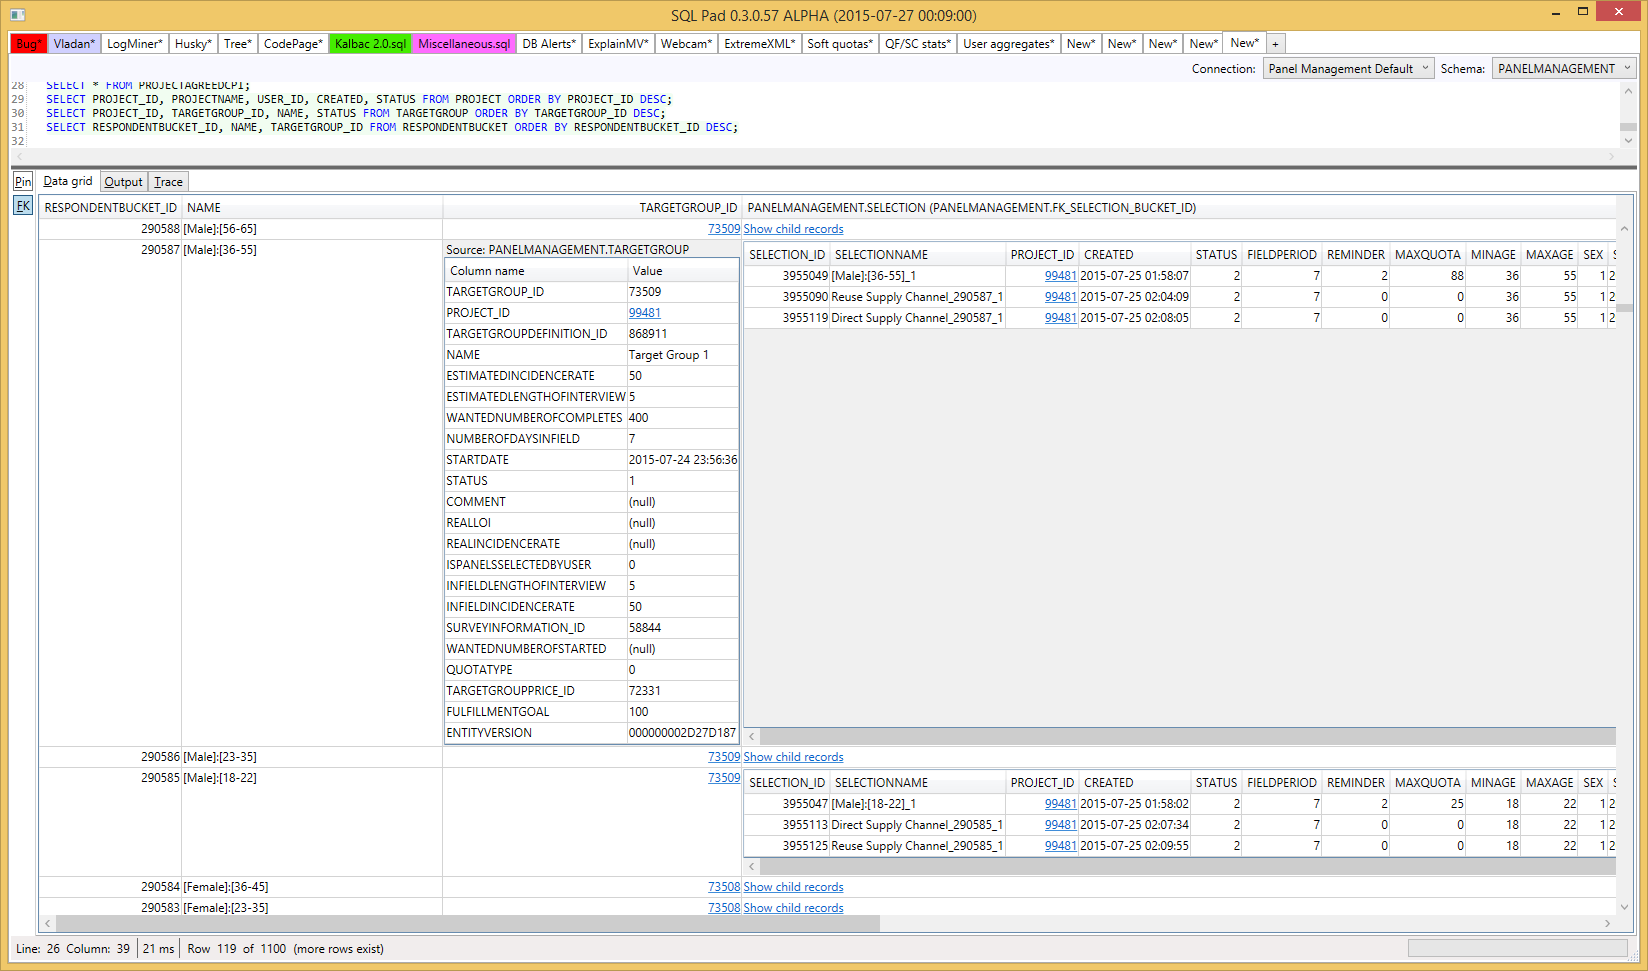 SQL Pad 0.3.0.57 ALPHA (2015-07-27 00:09:00)
Bug* Vladan* LogMiner* Husky* Tree* CodePage* Kalbac 2.0.sql Miscellaneous.sql DB Alerts* ExplainMV* Webcam* ExtremeXML* Soft quotas* QF/SC stats* User aggregates* New* New* New* New* New* +
Connection: Panel Management Default Schema: PANELMANAGEMENT
28 SELECT * FROM PROJECTAGREEDCPI;
29 SELECT PROJECT_ID, PROJECTNAME, USER_ID, CREATED, STATUS FROM PROJECT ORDER BY PROJECT_ID DESC;
30 SELECT PROJECT_ID, TARGETGROUP_ID, NAME, STATUS FROM TARGETGROUP ORDER BY TARGETGROUP_ID DESC;
31 SELECT RESPONDENTBUCKET_ID, NAME, TARGETGROUP_ID FROM RESPONDENTBUCKET ORDER BY RESPONDENTBUCKET_ID DESC;
32
Pin Data grid Output Trace
FK RESPONDENTBUCKET_ID NAME TARGETGROUP_ID PANELMANAGEMENT.SELECTION (PANELMANAGEMENT.FK_SELECTION_BUCKET_ID)
290588 [Male]:[56-65] 73509 Show child records
290587 [Male]:[36-55]
Source: PANELMANAGEMENT.TARGETGROUP
Column name Value
TARGETGROUP_ID 73509
PROJECT_ID 99481
TARGETGROUPDEFINITION_ID 868911
NAME Target Group 1
ESTIMATEDINCIDENCERATE 50
ESTIMATEDLENGTHOFINTERVIEW 5
WANTEDNUMBEROFCOMPLETES 400
NUMBEROFDAYSINFIELD 7
STARTDATE 2015-07-24 23:56:36
STATUS 1
COMMENT (null)
REALLOI (null)
REALINCIDENCERATE (null)
ISPANELSSELECTEDBYUSER 0
INFIELDLENGTHOFINTERVIEW 5
INFIELDINCIDENCERATE 50
SURVEYINFORMATION_ID 58844
WANTEDNUMBEROFSTARTED (null)
QUOTATYPE 0
TARGETGROUPPRICE_ID 72331
FULFILLMENTGOAL 100
ENTITYVERSION 000000002D27D187
SELECTION_ID SELECTIONNAME PROJECT_ID CREATED STATUS FIELDPERIOD REMINDER MAXQUOTA MINAGE MAXAGE SEX
3955049 [Male]:[36-55]_1 99481 2015-07-25 01:58:07 2 7 2 88 36 55 1 2
3955090 Reuse Supply Channel_290587_1 99481 2015-07-25 02:04:09 2 7 0 0 36 55 1 2
3955119 Direct Supply Channel_290587_1 99481 2015-07-25 02:08:05 2 7 0 0 36 55 1 2
290586 [Male]:[23-35] 73509 Show child records
290585 [Male]:[18-22] 73509
SELECTION_ID SELECTIONNAME PROJECT_ID CREATED STATUS FIELDPERIOD REMINDER MAXQUOTA MINAGE MAXAGE SEX
3955047 [Male]:[18-22]_1 99481 2015-07-25 01:58:02 2 7 2 25 18 22 1 2
3955113 Direct Supply Channel_290585_1 99481 2015-07-25 02:07:34 2 7 0 0 18 22 1 2
3955125 Reuse Supply Channel_290585_1 99481 2015-07-25 02:09:55 2 7 0 0 18 22 1 2
290584 [Female]:[36-45] 73508 Show child records
290583 [Female]:[23-35] 73508 Show child records
Line: 26 Column: 39 21 ms Row 119 of 1100 (more rows exist)